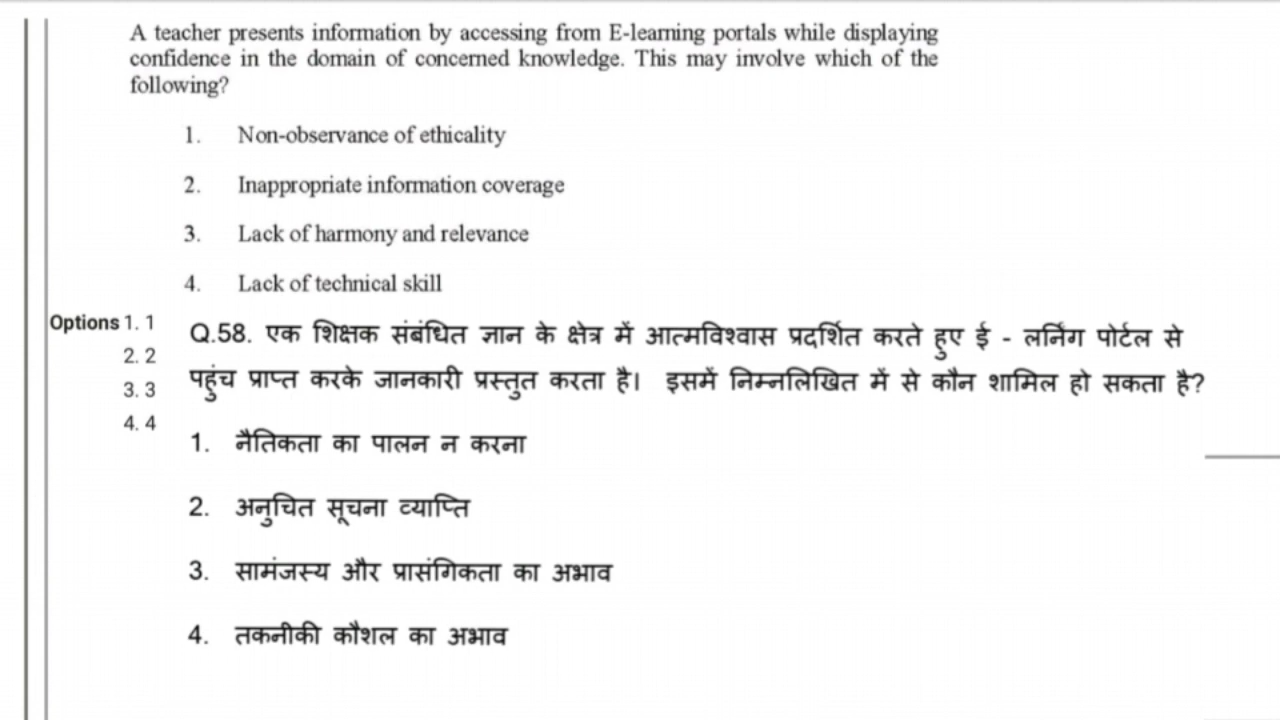 A teacher presents information by accessing from E-learning portals while displaying
confidence in the domain of concerned knowledge. This may involve which of the
following?
1. Non-observance of ethicality
2. Inappropriate information coverage
3. Lack of harmony and relevance
4. Lack of technical skill
Options 1. 1
2. 2
3. 3
4. 4
Q.58. एक शिक्षक संबंधित ज्ञान के क्षेत्र में आत्मविश्वास प्रदर्शित करते हुए ई - लर्निंग पोर्टल से
पहुंच प्राप्त करके जानकारी प्रस्तुत करता है। इसमें निम्नलिखित में से कौन शामिल हो सकता है?
1. नैतिकता का पालन न करना
2. अनुचित सूचना व्याप्ति
3. सामंजस्य और प्रासंगिकता का अभाव
4. तकनीकी कौशल का अभाव